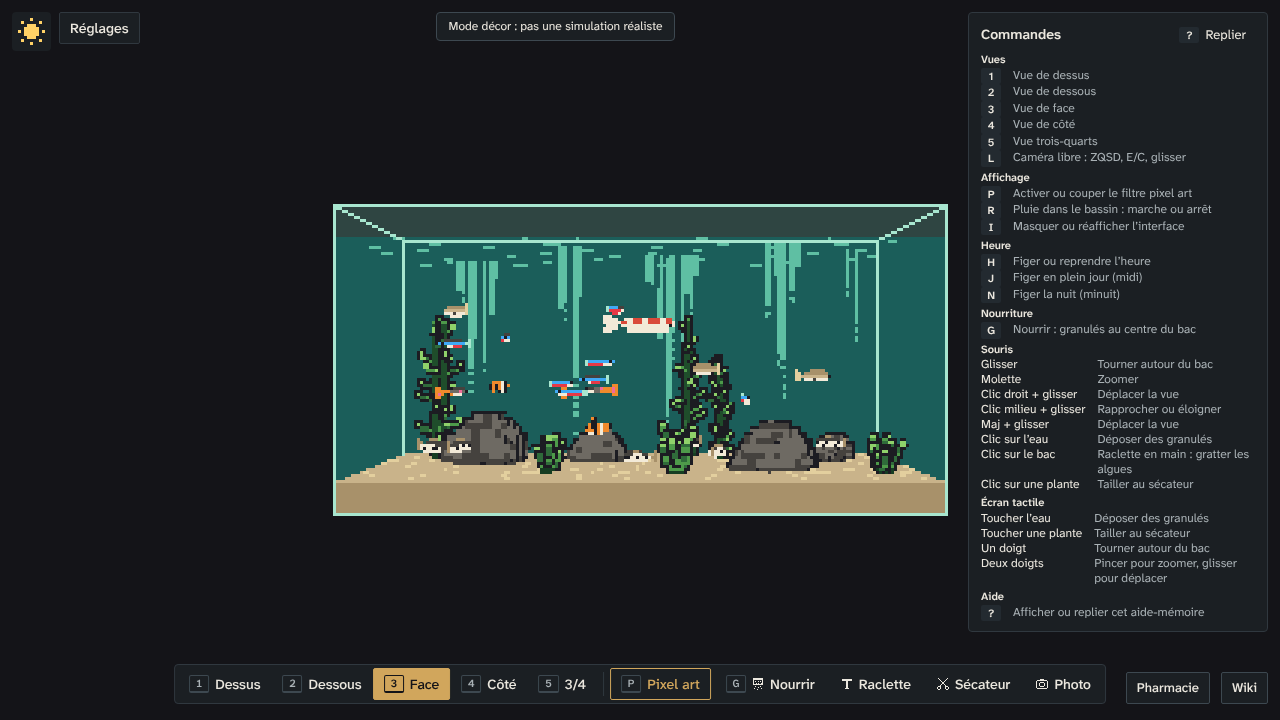 Réglages
Mode décor : pas une simulation réaliste
Commandes
? Replier
Vues
1 Vue de dessus
2 Vue de dessous
3 Vue de face
4 Vue de côté
5 Vue trois-quarts
L Caméra libre : ZQSD, E/C, glisser
Affichage
P Activer ou couper le filtre pixel art
R Pluie dans le bassin : marche ou arrêt
I Masquer ou réafficher l'interface
Heure
H Figer ou reprendre l'heure
J Figer en plein jour (midi)
N Figer la nuit (minuit)
Nourriture
G Nourrir : granulés au centre du bac
Souris
Glisser Tourner autour du bac
Molette Zoomer
Clic droit + glisser Déplacer la vue
Clic milieu + glisser Rapprocher ou éloigner
Maj + glisser Déplacer la vue
Clic sur l'eau Déposer des granulés
Clic sur le bac Raclette en main : gratter les
algues
Clic sur une plante Tailler au sécateur
Écran tactile
Toucher l'eau Déposer des granulés
Toucher une plante Tailler au sécateur
Un doigt Tourner autour du bac
Deux doigts Pincer pour zoomer, glisser
pour déplacer
Aide
? Afficher ou replier cet aide-mémoire
1 Dessus 2 Dessous 3 Face 4 Côté 5 3/4 P Pixel art G Nourrir Raclette Sécateur Photo
Pharmacie Wiki